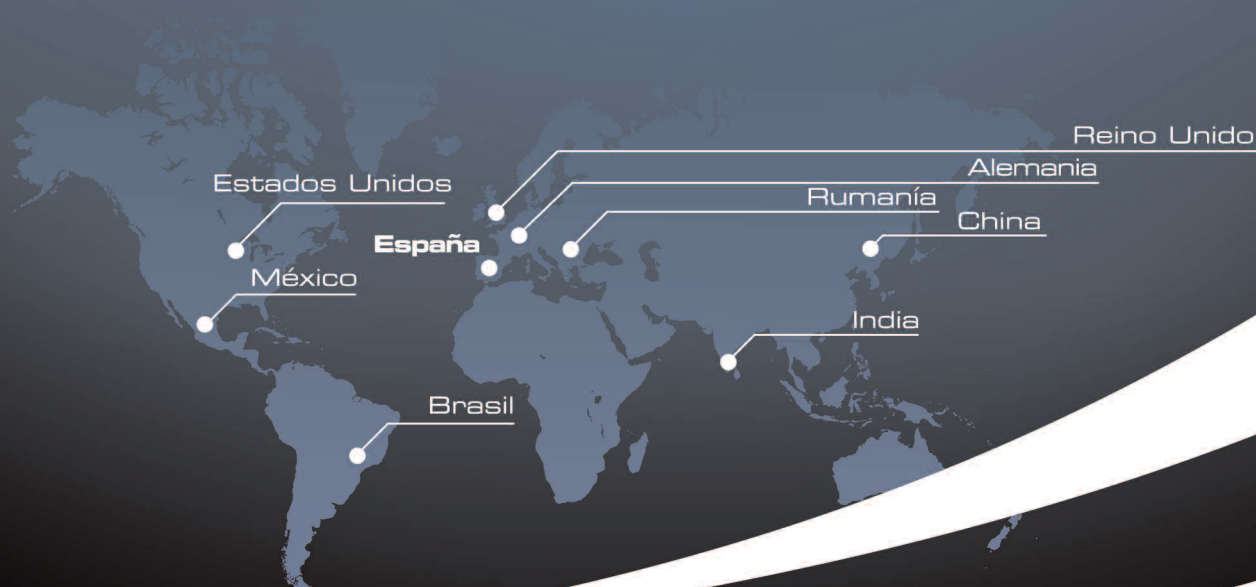 Reino Unido
Alemania
Estados Unidos
Rumanía
China
España
México
India
Brasil